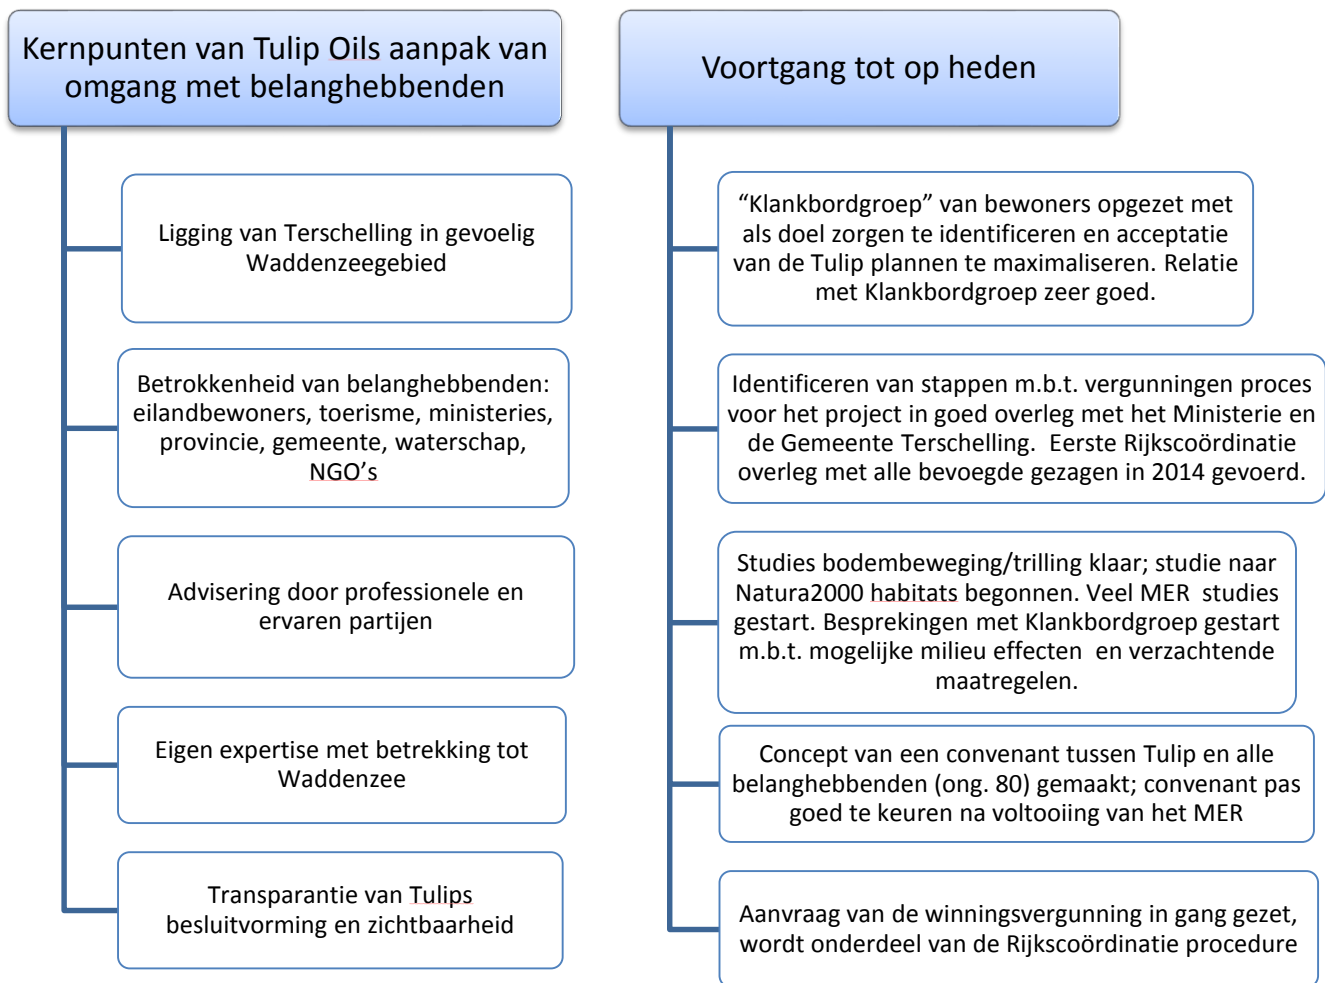 Kernpunten van Tulip Oils aanpak van
omgang met belanghebbenden
Ligging van Terschelling in gevoelig
Waddenzeegebied
Betrokkenheid van belanghebbenden:
eilandbewoners, toerisme, ministeries,
provincie, gemeente, waterschap,
NGO's
Advisering door professionele en
ervaren partijen
Eigen expertise met betrekking tot
Waddenzee
Transparantie van Tulips
besluitvorming en zichtbaarheid
Voortgang tot op heden
“Klankbordgroep” van bewoners opgezet met
als doel zorgen te identificeren en acceptatie
van de Tulip plannen te maximaliseren. Relatie
met Klankbordgroep zeer goed.
Identificeren van stappen m.b.t. vergunningen proces
voor het project in goed overleg met het Ministerie en
de Gemeente Terschelling. Eerste Rijkscoördinatie
overleg met alle bevoegde gezagen in 2014 gevoerd.
Studies bodembeweging/trilling klaar; studie naar
Natura2000 habitats begonnen. Veel MER studies
gestart. Besprekingen met Klankbordgroep gestart
m.b.t. mogelijke milieu effecten en verzachtende
maatregelen.
Concept van een convenant tussen Tulip en alle
belanghebbenden (ong. 80) gemaakt; convenant pas
goed te keuren na voltooiing van het MER
Aanvraag van de winningsvergunning in gang gezet,
wordt onderdeel van de Rijkscoördinatie procedure